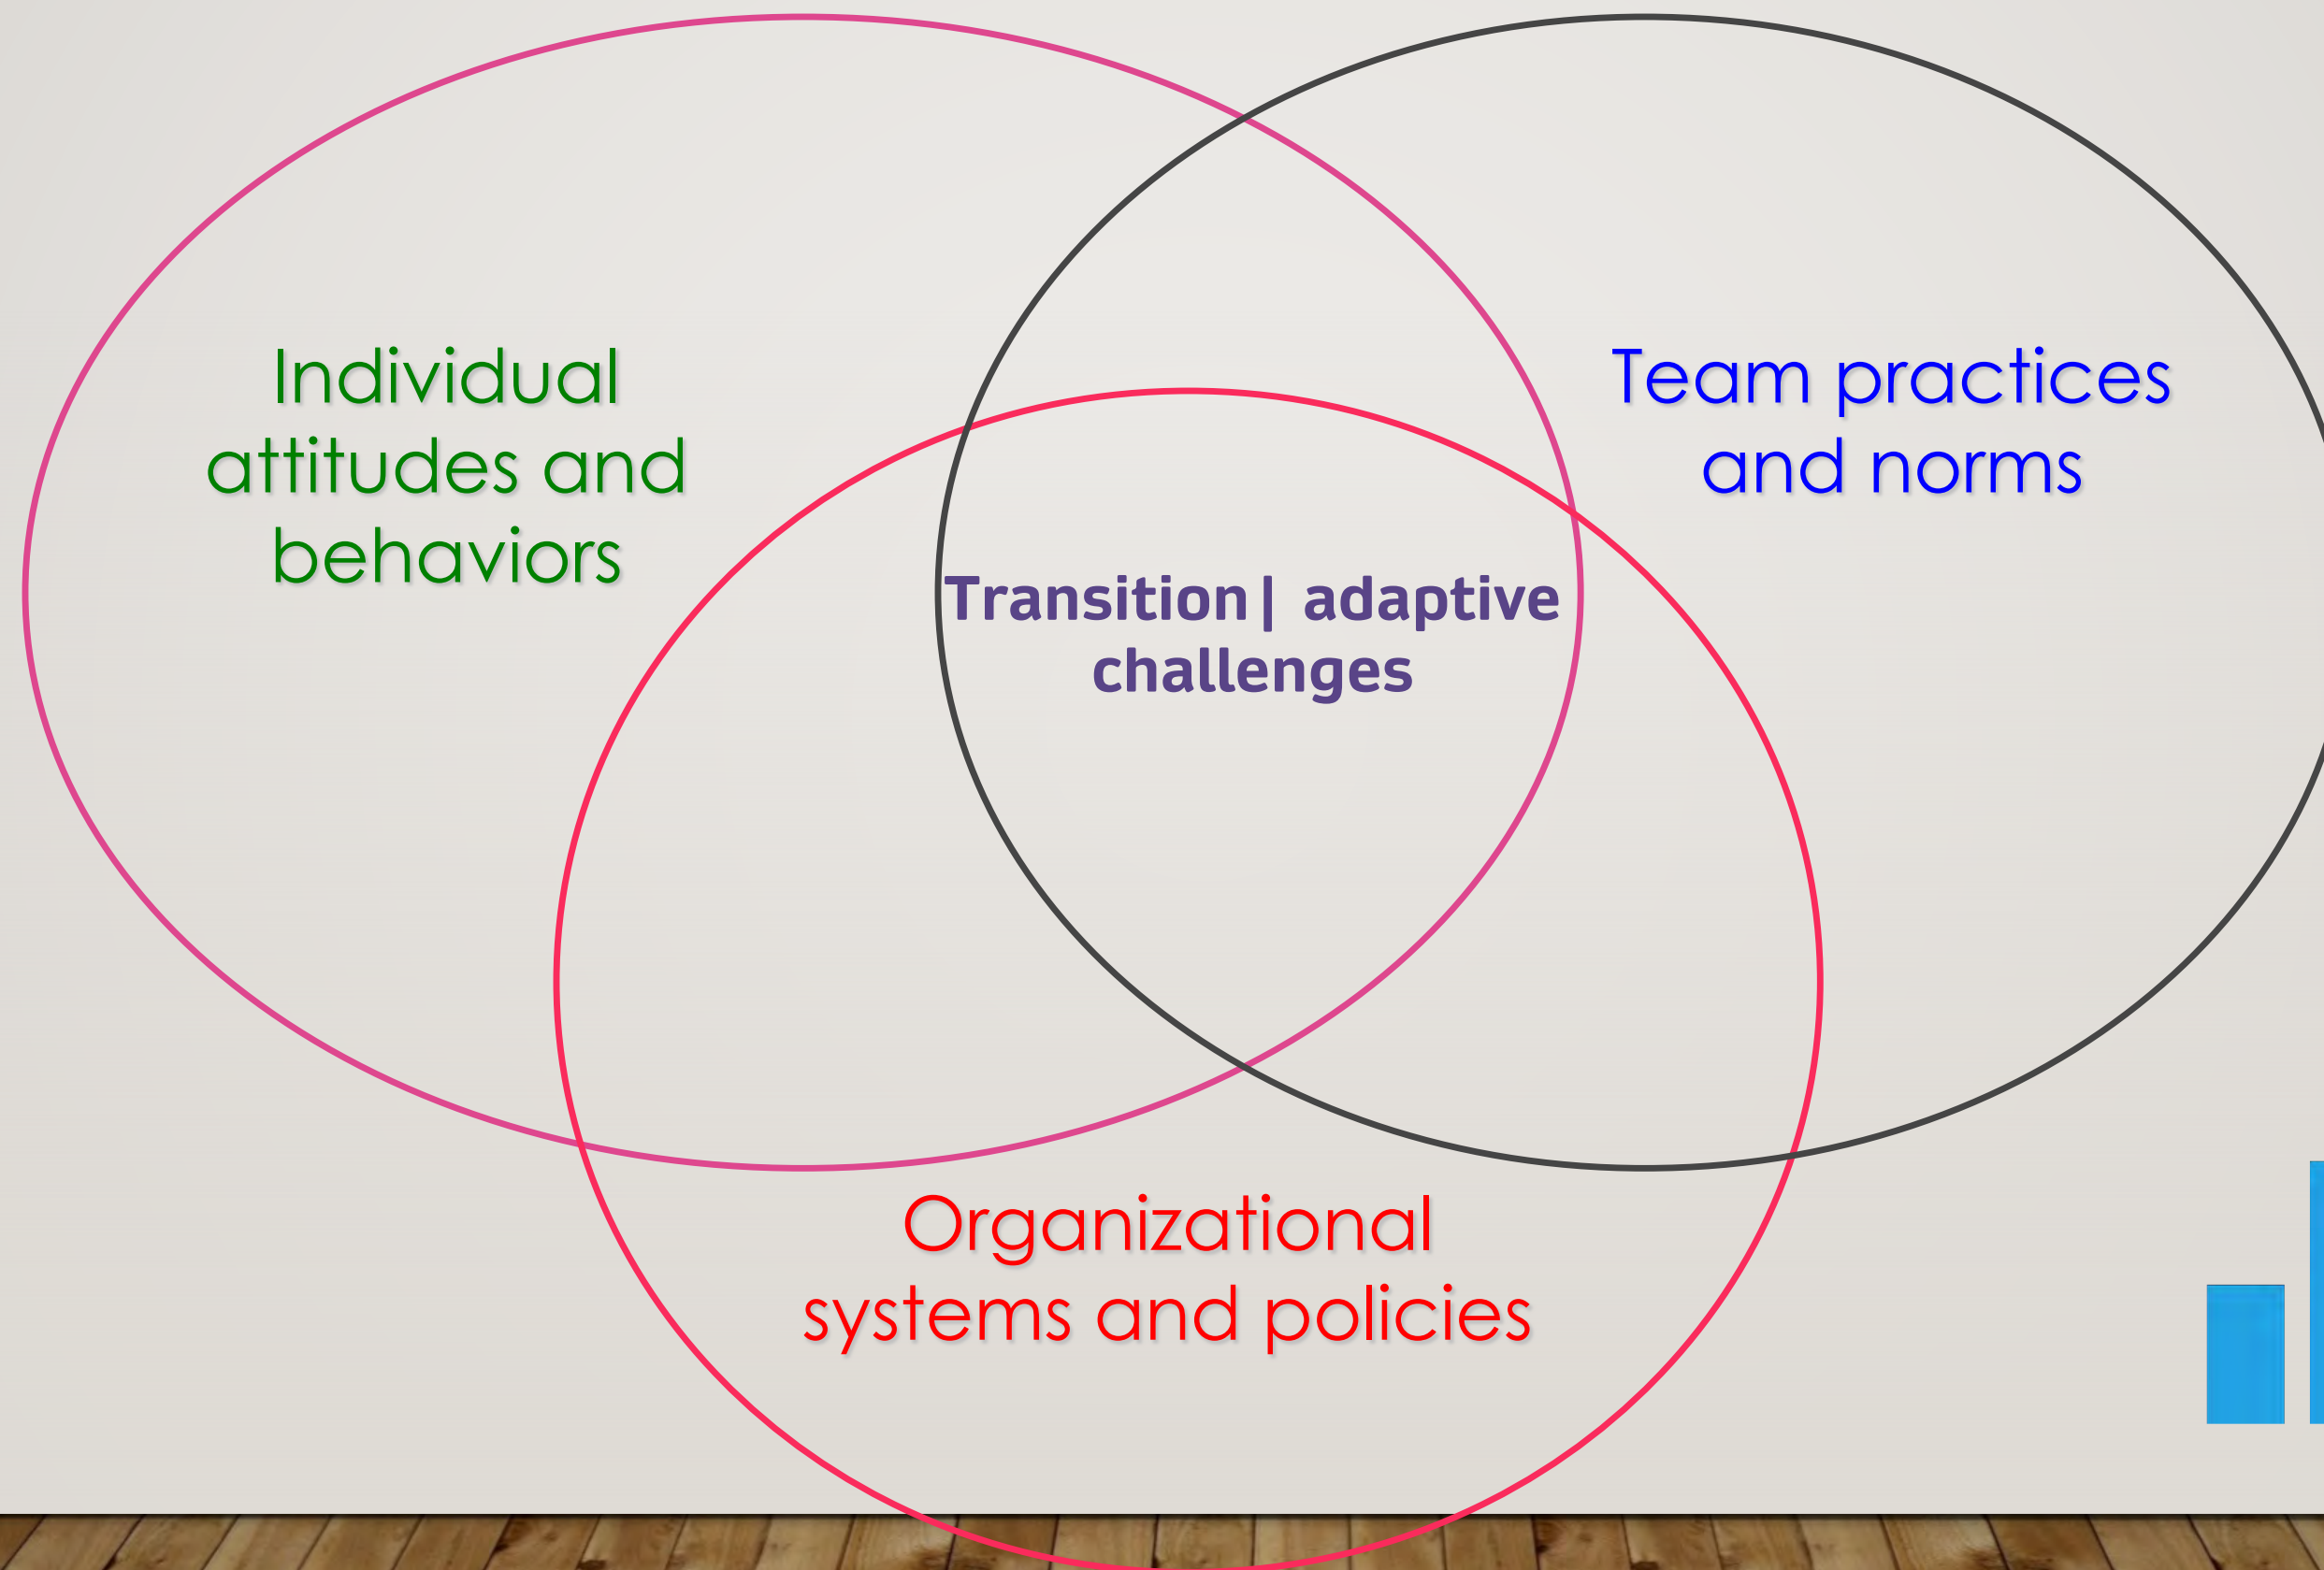 Individual
attitudes and
behaviors
Team practices
and norms
Transition| adaptive
challenges
Organizational
systems and policies